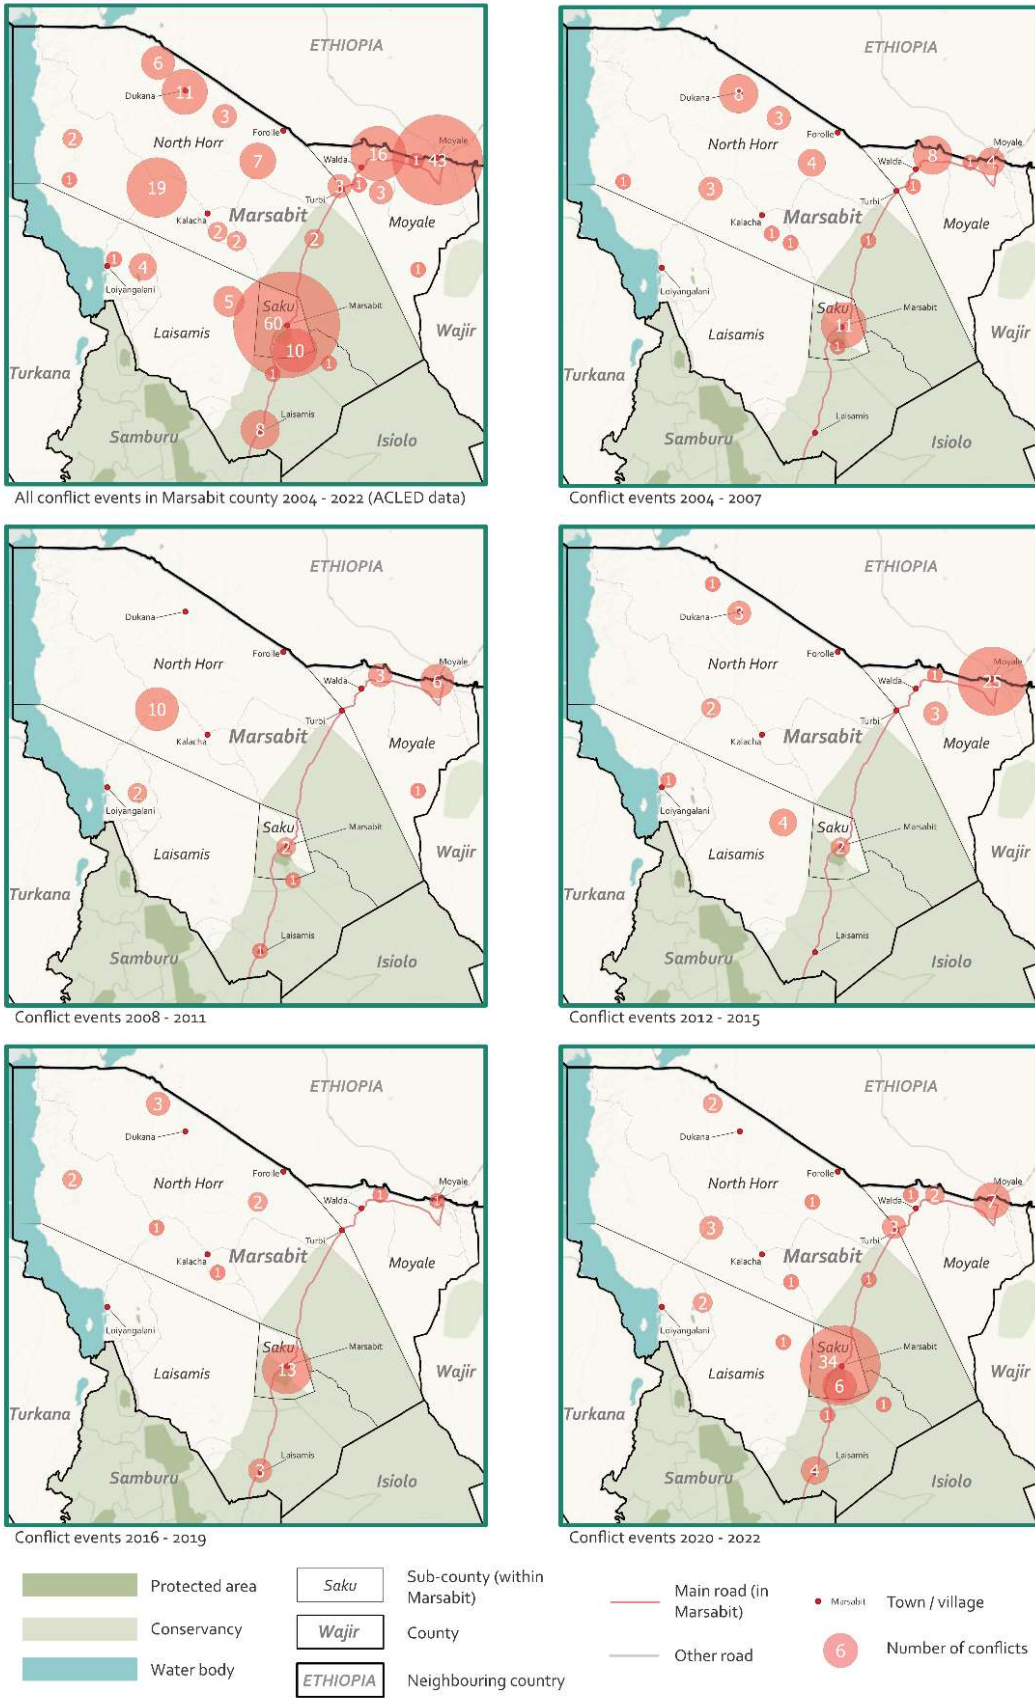 ETHIOPIA
6
Dukana
11
3
2
North Horr
Forolle
7
Walda
16
1
Moyale
43
1
19
3
1
3
Turbi
Kalacha
Marsabit
Moyale
2
2
2
1
4
1
Loiyangalani
5
Saku
60
Marsabit
Laisamis
10
1
1
Wajir
Turkana
8
Laisamis
Samburu
Isiolo
All conflict events in Marsabit county 2004 - 2022 (ACLED data)
ETHIOPIA
Dukana
8
3
North Horr
Forolle
4
Walda
8
1
Moyale
4
1
3
1
Turbi
Kalacha
Marsabit
Moyale
1
1
1
Loiyangalani
Saku
11
Marsabit
Laisamis
1
Wajir
Turkana
Laisamis
Samburu
Isiolo
Conflict events 2004 - 2007
ETHIOPIA
Dukana
North Horr
Forolle
Walda
3
Moyale
6
10
Turbi
Kalacha
Marsabit
Moyale
2
1
Loiyangalani
Saku
Marsabit
2
Laisamis
1
Wajir
Turkana
Laisamis
1
Samburu
Isiolo
Conflict events 2008 - 2011
ETHIOPIA
1
Dukana
3
North Horr
Forolle
Walda
1
Moyale
25
2
3
Turbi
Kalacha
Marsabit
Moyale
1
Loiyangalani
4
Saku
Marsabit
2
Laisamis
Wajir
Turkana
Laisamis
Samburu
Isiolo
Conflict events 2012 - 2015
ETHIOPIA
3
Dukana
2
North Horr
Forolle
2
Walda
1
Moyale
1
1
Turbi
Kalacha
Marsabit
Moyale
1
Loiyangalani
Saku
Marsabit
13
Laisamis
Wajir
Turkana
Laisamis
3
Samburu
Isiolo
Conflict events 2016 - 2019
ETHIOPIA
2
Dukana
North Horr
Forolle
1
Walda
1
2
Moyale
7
3
3
Turbi
Kalacha
Marsabit
Moyale
1
1
2
Loiyangalani
1
Saku
34
Marsabit
Laisamis
6
1
1
Wajir
Turkana
Laisamis
4
Samburu
Isiolo
Conflict events 2020 - 2022
Protected area
Conservancy
Water body
Saku
Sub-county (within
Marsabit)
Wajir
County
ETHIOPIA
Neighbouring country
Main road (in
Marsabit)
Other road
Marsabit
Town / village
6
Number of conflicts